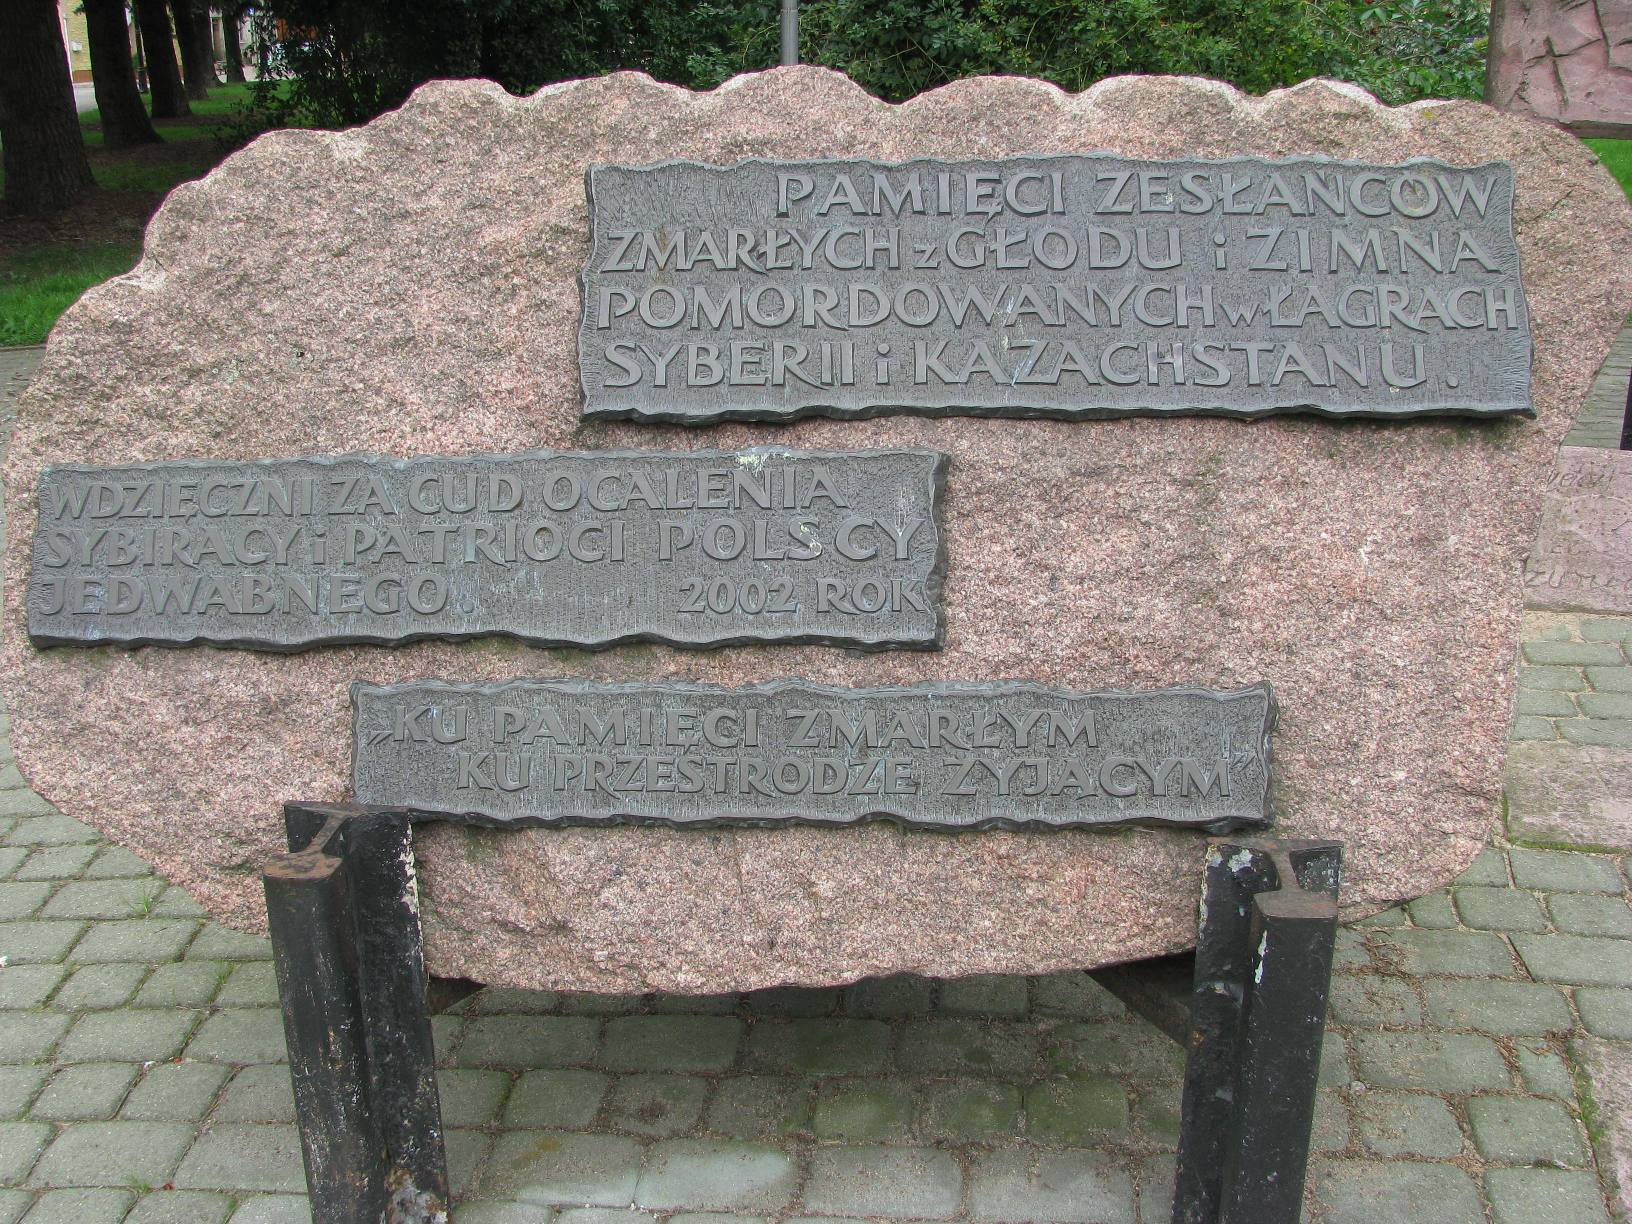 PAMIĘCI ZESŁAŃCÓW
ZMARŁYCH z GŁODU i ZIMNA
POMORDOWANYCH w ŁAGRACH
SYBERII i KAZACHSTANU.
WDZIĘCZNI ZA CUD OCALENIA
SYBIRACY i PATRIOCI POLSCY
JEDWABNEGO. 2002 ROK
„KU PAMIĘCI ZMARŁYM
KU PRZESTRODZE ŻYJĄCYM”